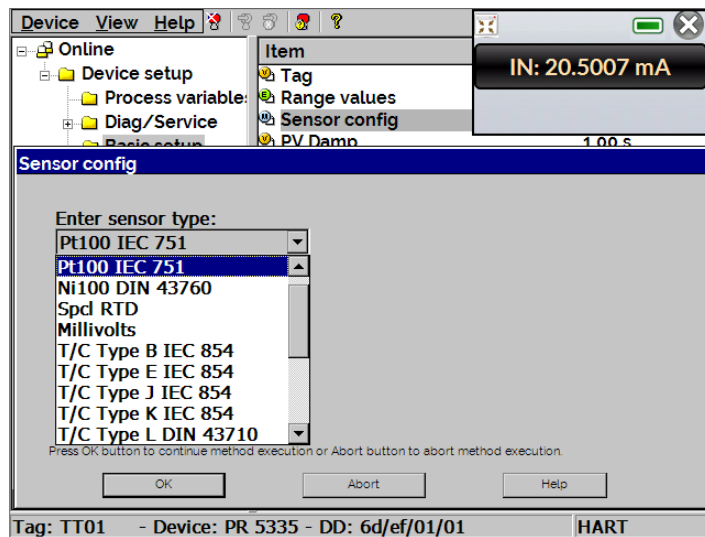 Device View Help
Online
Device setup
Process variable
Diag/Service
Basic setup
Item
Tag
Range values
Sensor config
PV Damp 1.00 s
IN: 20.5007 mA
Sensor config
Enter sensor type:
Pt100 IEC 751
Pt100 IEC 751
Ni100 DIN 43760
Spcl RTD
Millivolts
T/C Type B IEC 854
T/C Type E IEC 854
T/C Type J IEC 854
T/C Type K IEC 854
T/C Type L DIN 43710
Press OK button to continue method execution or Abort button to abort method execution.
OK Abort Help
Tag: TT01 - Device: PR 5335 - DD: 6d/ef/01/01 HART